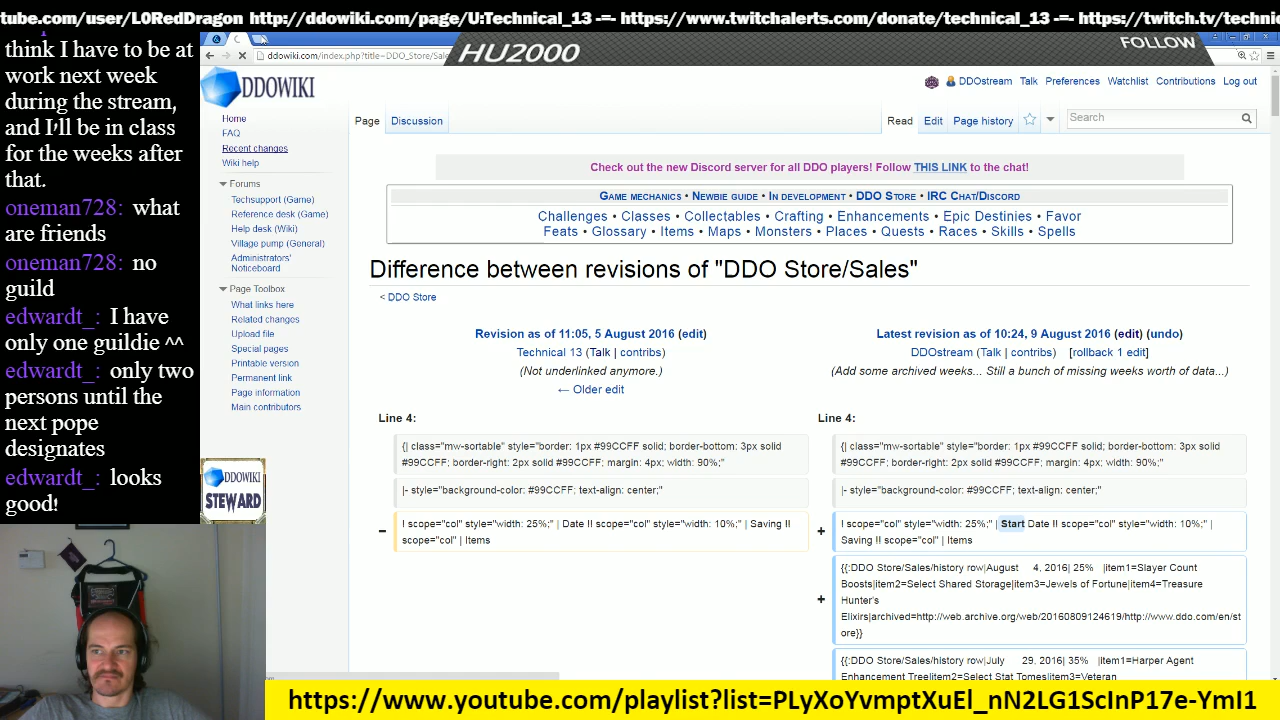 tube.com/user/L0RedDragon http://ddowiki.com/page/U:Technical_13 -=- https://www.twitchalerts.com/donate/technical_13 -=- https://twitch.tv/technic
think I have to be at
work next week
during the stream,
and I'll be in class
for the weeks after
that.
oneman728: what
are friends
oneman728: no
guild
edwardt_: I have
only one guildie ^^
edwardt_: only two
persons until the
next pope
designates
edwardt_: looks
good!
ddowiki.com/index.php?title=DDO_Store/Sale
HU2000
FOLLOW
DDOWIKI
DDOstream Talk Preferences Watchlist Contributions Log out
Home
FAQ
Recent changes
Wiki help
Forums
Techsupport (Game)
Reference desk (Game)
Help desk (Wiki)
Village pump (General)
Administrators'
Noticeboard
Page Toolbox
What links here
Related changes
Upload file
Special pages
Printable version
Permanent link
Page information
Main contributors
DDOWIKI
STEWARD
Page Discussion
Read Edit Page history
Search
Check out the new Discord server for all DDO players! Follow THIS LINK to the chat!
Game mechanics • Newbie guide • In development • DDO Store • IRC Chat/Discord
Challenges • Classes • Collectables • Crafting • Enhancements • Epic Destinies • Favor
Feats • Glossary • Items • Maps • Monsters • Places • Quests • Races • Skills • Spells
Difference between revisions of "DDO Store/Sales"
< DDO Store
Revision as of 11:05, 5 August 2016 (edit)
Technical 13 (Talk | contribs)
(Not underlinked anymore.)
← Older edit
Latest revision as of 10:24, 9 August 2016 (edit) (undo)
DDOstream (Talk | contribs) [rollback 1 edit]
(Add some archived weeks... Still a bunch of missing weeks worth of data...)
Line 4:
{| class="mw-sortable" style="border: 1px #99CCFF solid; border-bottom: 3px solid
#99CCFF; border-right: 2px solid #99CCFF; margin: 4px; width: 90%;"
|- style="background-color: #99CCFF; text-align: center;"
− ! scope="col" style="width: 25%;" | Date !! scope="col" style="width: 10%;" | Saving !!
scope="col" | Items
Line 4:
{| class="mw-sortable" style="border: 1px #99CCFF solid; border-bottom: 3px solid
#99CCFF; border-right: 2px solid #99CCFF; margin: 4px; width: 90%;"
|- style="background-color: #99CCFF; text-align: center;"
+ ! scope="col" style="width: 25%;" | Start Date !! scope="col" style="width: 10%;" |
Saving !! scope="col" | Items
{{:DDO Store/Sales/history row|August 4, 2016| 25% |item1=Slayer Count
Boosts|item2=Select Shared Storage|item3=Jewels of Fortune|item4=Treasure
+ Hunter's
Elixirs|archived=http://web.archive.org/web/20160809124619/http://www.ddo.com/en/st
ore}}
{{:DDO Store/Sales/history row|July 29, 2016| 35% |Item1=Harper Agent
Enhancement Tree|item2=Select Stat Tomes|item3=Veteran
https://www.youtube.com/playlist?list=PLyXoYvmptXuEl_nN2LG1ScInP17e-YmI1